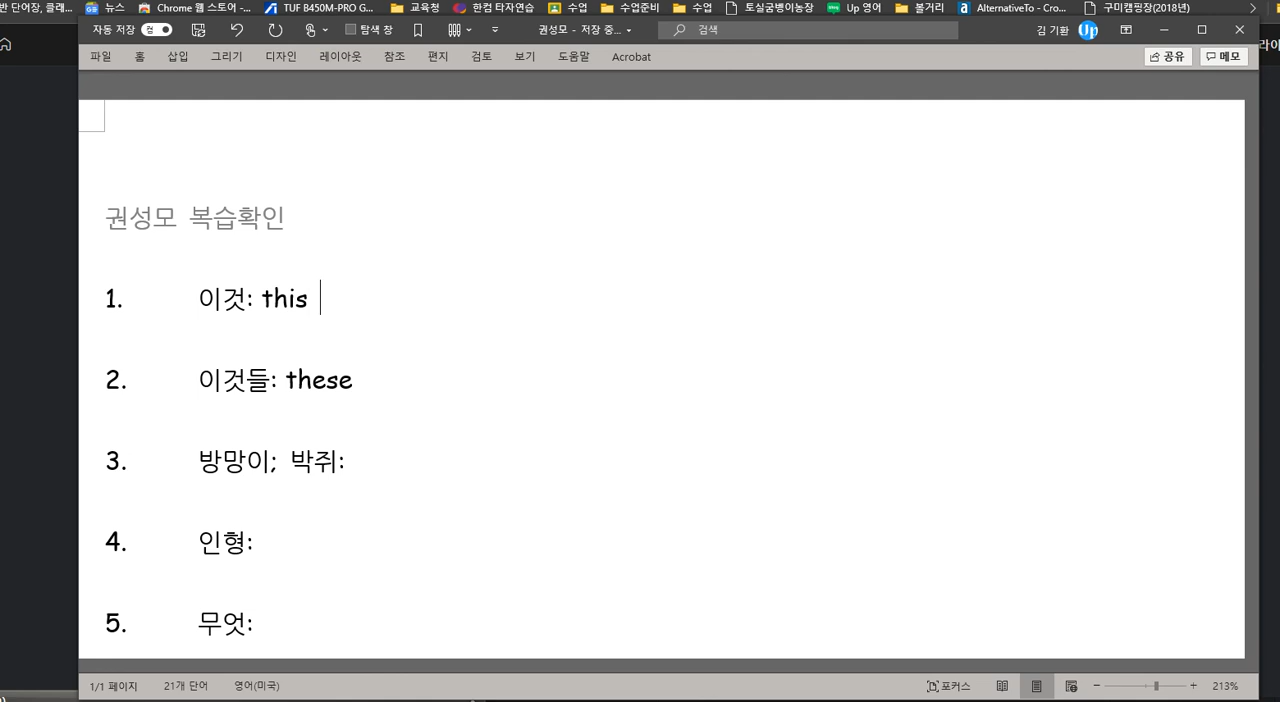 반 단어장, 클래... 뉴스 Chrome 웹 스토어 -... TUF B450M-PRO G... 교육청 한컴 타자연습 수업 수업준비 수업 토실굼벵이농장 Up 영어 볼거리 AlternativeTo - Cro... 구미캠핑장(2018년)
자동 저장 권성모 - 저장 중... 검색 김 기환 Up
탐색 창
파일 홈 삽입 그리기 디자인 레이아웃 참조 편지 검토 보기 도움말 Acrobat 공유 메모
권성모 복습확인
1. 이것: this
2. 이것들: these
3. 방망이; 박쥐:
4. 인형:
5. 무엇:
1/1 페이지 21개 단어 영어(미국) 포커스 213%